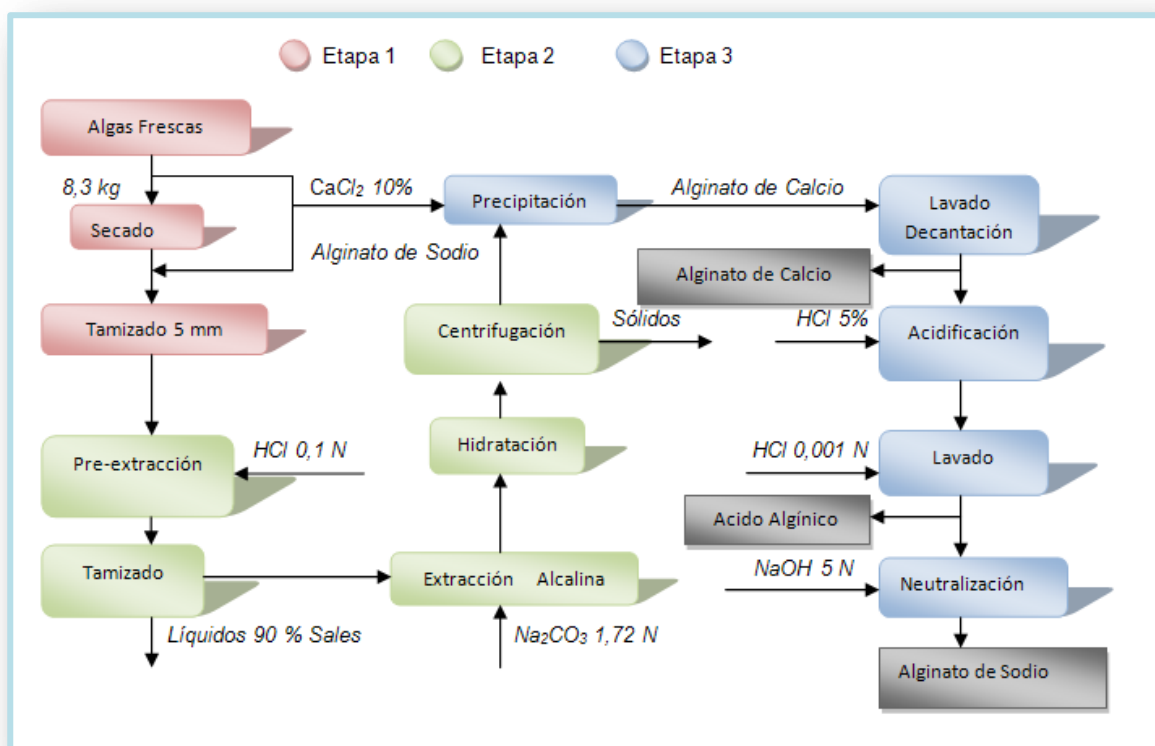 Etapa 1
Etapa 2
Etapa 3
Algas Frescas
8,3 kg
Secado
Tamizado 5 mm
Pre-extracción
HCl 0,1 N
Tamizado
Líquidos 90 % Sales
CaCl₂ 10%
Alginato de Sodio
Precipitación
Centrifugación
Sólidos
Hidratación
Extracción Alcalina
Na₂CO₃ 1,72 N
Alginato de Calcio
Lavado
Decantación
Alginato de Calcio
HCl 5%
Acidificación
HCl 0,001 N
Lavado
Acido Algínico
NaOH 5 N
Neutralización
Alginato de Sodio